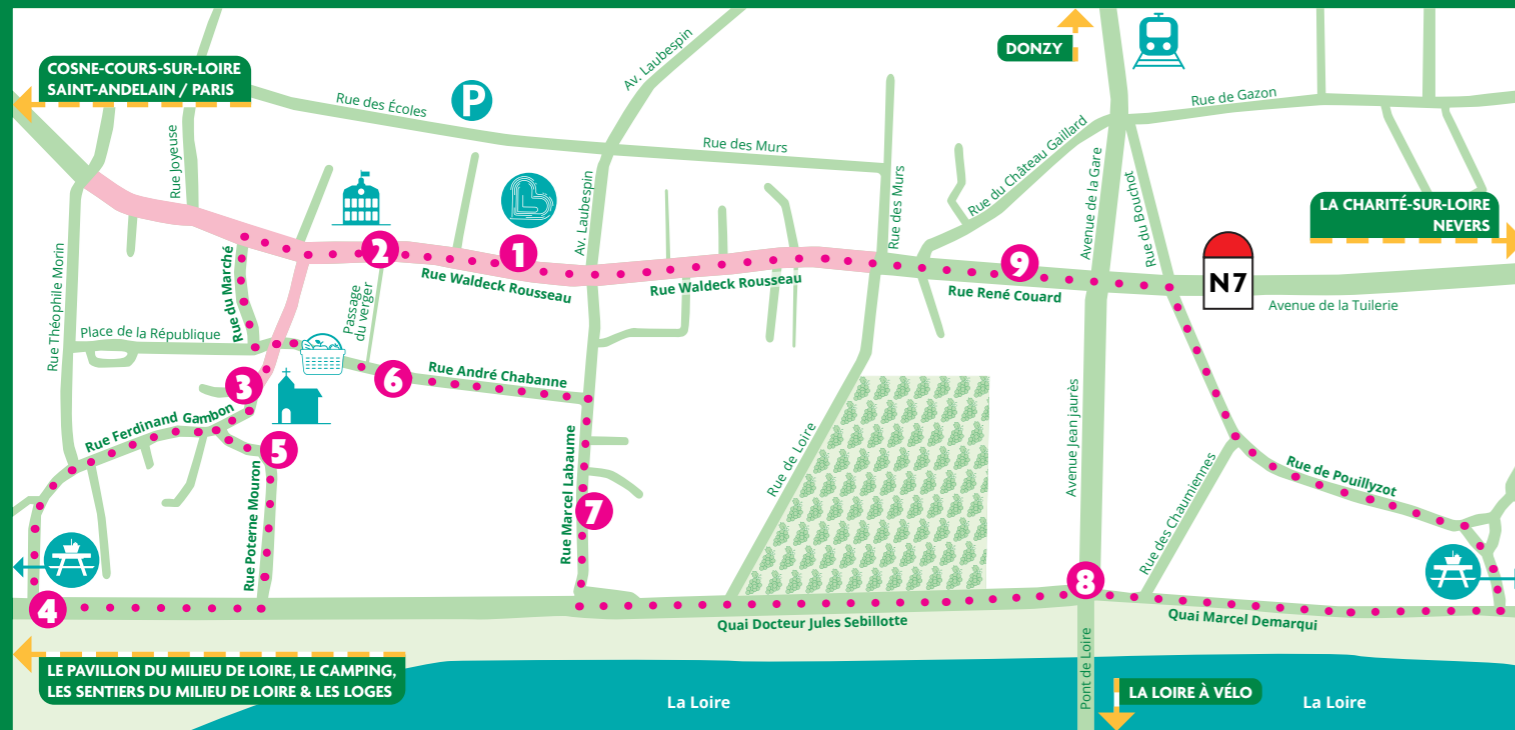 COSNE-COURS-SUR-LOIRE
SAINT-ANDELAIN / PARIS
Rue des Écoles
P
Av. Laubespin
DONZY
Rue de Gazon
Rue Joyeuse
Rue des Murs
Rue du Château Gaillard
Avenue de la Gare
Rue du Bouchot
LA CHARITÉ-SUR-LOIRE
NEVERS
Rue Théophile Morin
Rue du Marché
2
1
Av. Laubespin
Rue des Murs
9
Rue Waldeck Rousseau
Rue Waldeck Rousseau
Rue René Couard
N7
Avenue de la Tuilerie
Place de la République
Passage
du verger
3
6
Rue André Chabanne
Rue Ferdinand Gambon
5
Rue Poterne Mouron
Rue Marcel Labaume
7
Rue de Loire
Avenue Jean jaurès
Rue des Chaumiennes
Rue de Pouillyzot
4
8
Quai Docteur Jules Sebillotte
Quai Marcel Demarqui
LE PAVILLON DU MILIEU DE LOIRE, LE CAMPING,
LES SENTIERS DU MILIEU DE LOIRE & LES LOGES
La Loire
Pont de Loire
LA LOIRE À VÉLO
La Loire